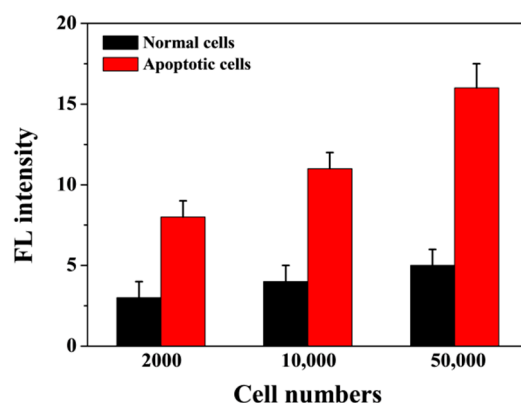 20
15
10
5
0
FL intensity
Normal cells
Apoptotic cells
2000 10,000 50,000
Cell numbers